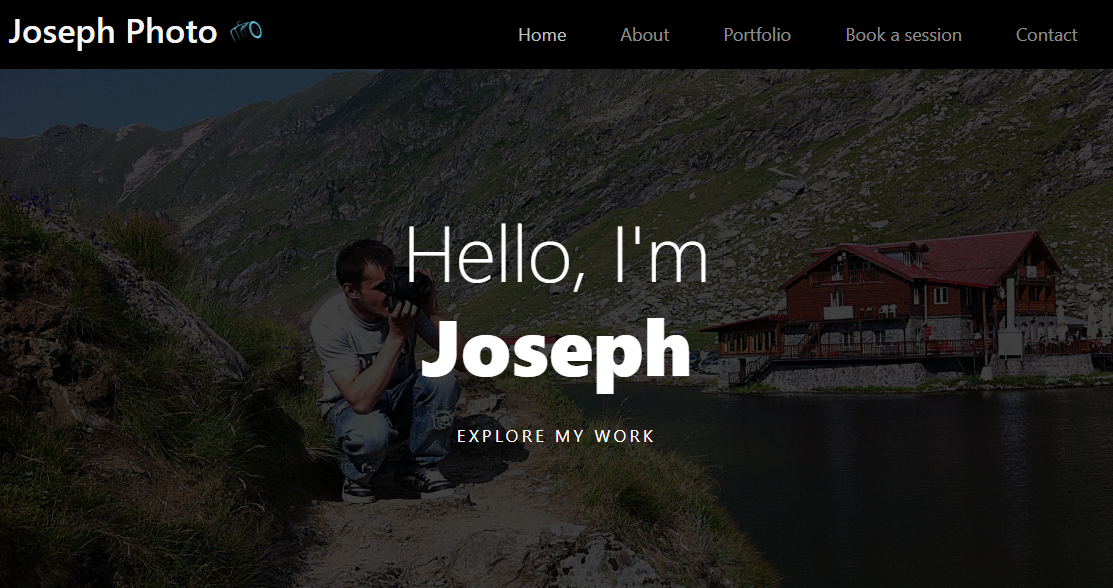 Joseph Photo
Home About Portfolio Book a session Contact
Hello, I'm
Joseph
EXPLORE MY WORK